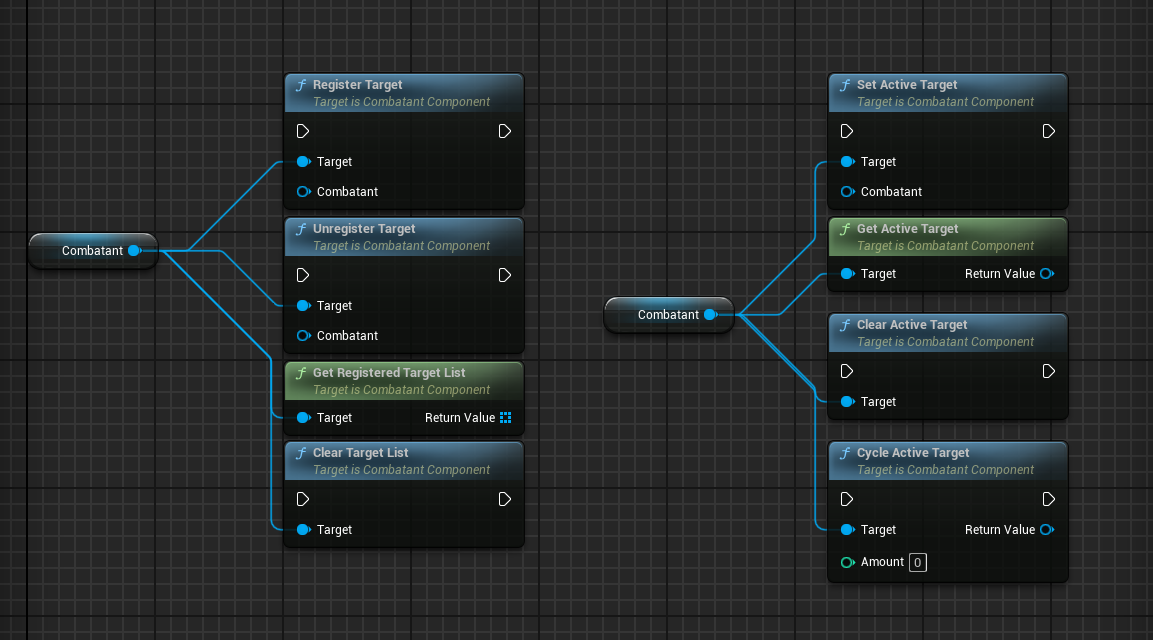 Register Target
Target is Combatant Component
Target
Combatant
Unregister Target
Target is Combatant Component
Combatant
Target
Combatant
Get Registered Target List
Target is Combatant Component
Target Return Value
Clear Target List
Target is Combatant Component
Target
Set Active Target
Target is Combatant Component
Target
Combatant
Get Active Target
Target is Combatant Component
Target Return Value
Combatant
Clear Active Target
Target is Combatant Component
Target
Cycle Active Target
Target is Combatant Component
Target Return Value
Amount 0